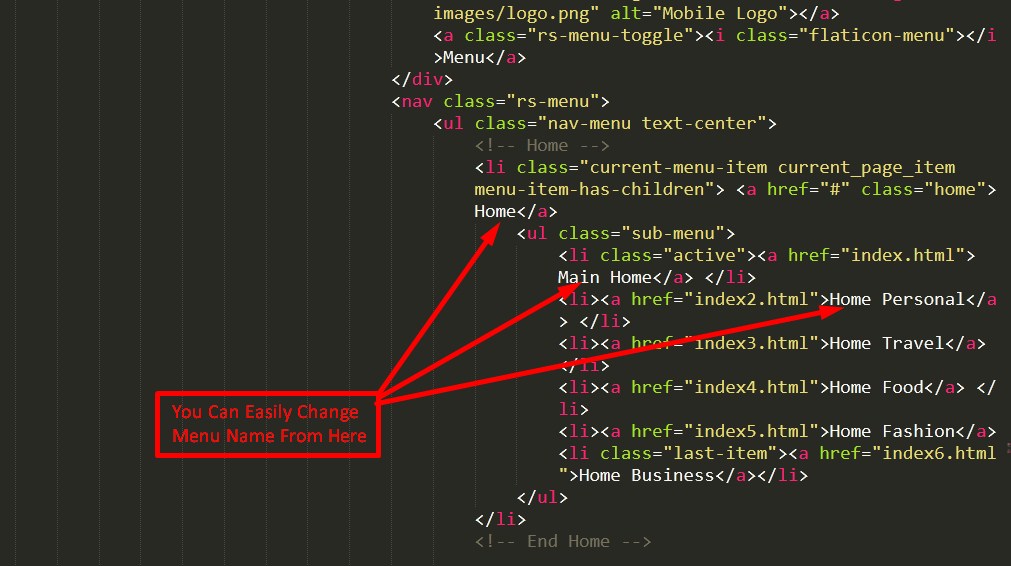 images/logo.png" alt="Mobile Logo"></a>
<a class="rs-menu-toggle"><i class="flaticon-menu"></i
>Menu</a>
</div>
<nav class="rs-menu">
<ul class="nav-menu text-center">
<!-- Home -->
<li class="current-menu-item current_page_item
menu-item-has-children"> <a href="#" class="home">
Home</a>
<ul class="sub-menu">
<li class="active"><a href="index.html">
Main Home</a> </li>
<li><a href="index2.html">Home Personal</a
> </li>
<li><a href="index3.html">Home Travel</a>
</li>
<li><a href="index4.html">Home Food</a> </
li>
<li><a href="index5.html">Home Fashion</a>
<li class="last-item"><a href="index6.html
">Home Business</a></li>
</ul>
</li>
<!-- End Home -->
You Can Easily Change
Menu Name From Here